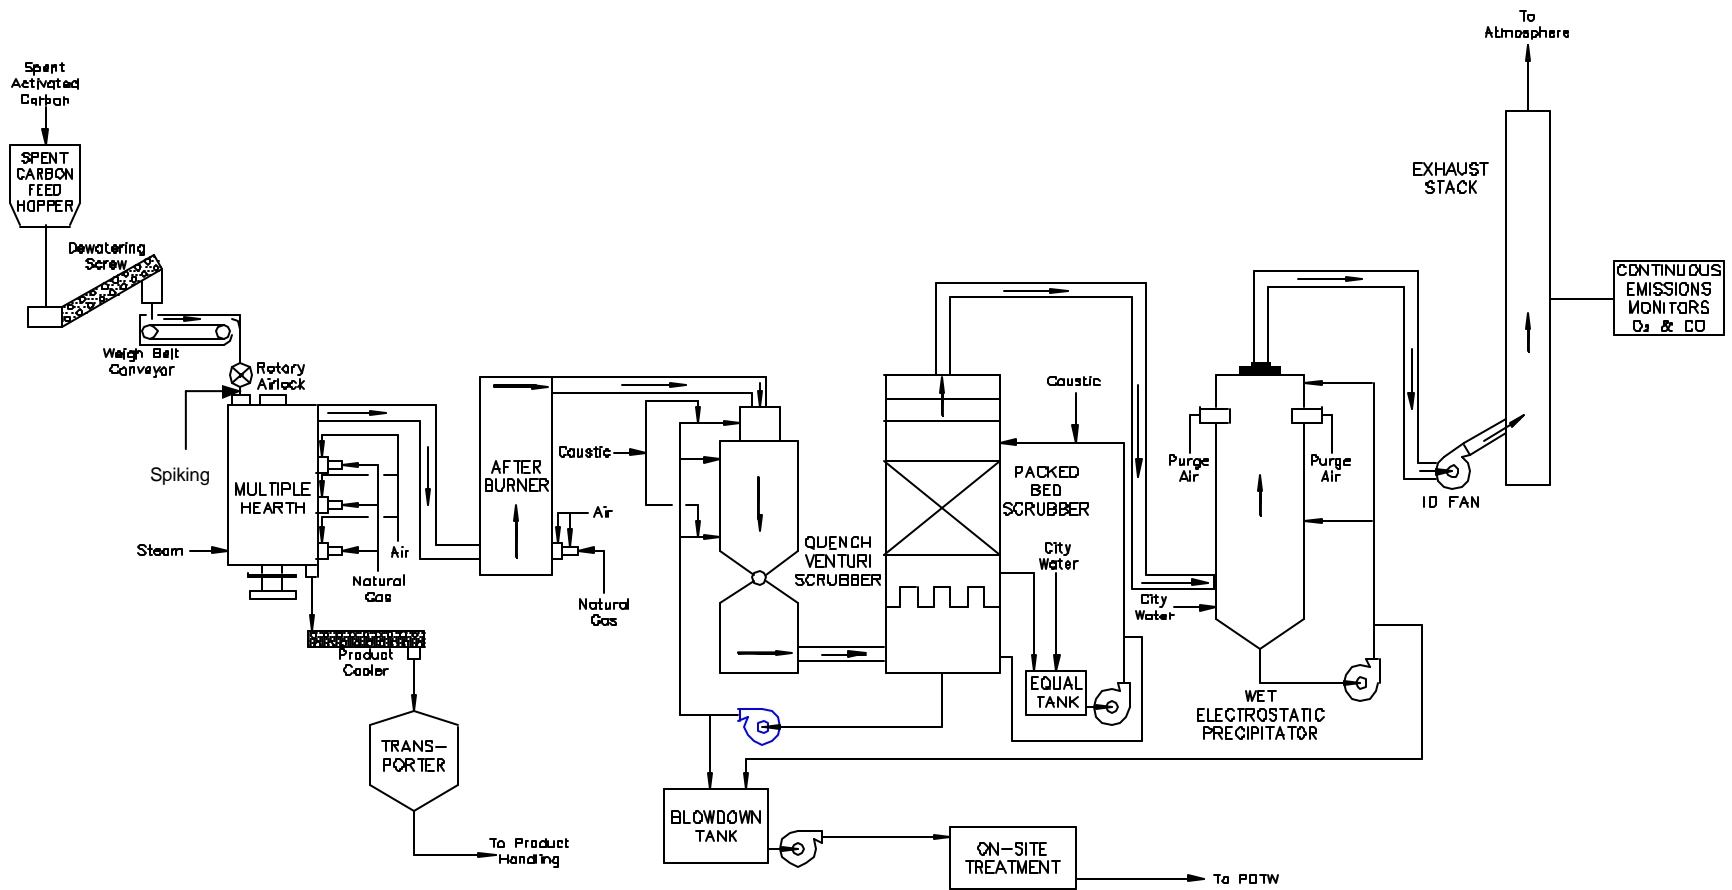 To
Atmosphere
Spent
Activated
Carbon
SPENT
CARBON
FEED
HOPPER
EXHAUST
STACK
Dewatering
Screw
CONTINUOUS
EMISSIONS
MONITORS
O₂ & CO
Weigh Belt
Conveyor
Rotary
Airlock
Caustic
Spiking
MULTIPLE
HEARTH
AFTER
BURNER
Caustic
PACKED
BED
SCRUBBER
Purge
Air
Purge
Air
ID FAN
Steam
Air
Air
Natural
Gas
Natural
Gas
QUENCH
VENTURI
SCRUBBER
City
Water
City
Water
Product
Cooler
EQUAL
TANK
WET
ELECTROSTATIC
PRECIPITATOR
TRANS-
PORTER
BLOWDOWN
TANK
To Product
Handling
ON-SITE
TREATMENT
To POTW